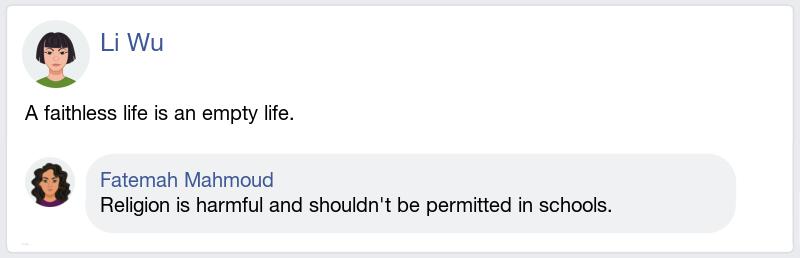 Li Wu
A faithless life is an empty life.
Fatemah Mahmoud
Religion is harmful and shouldn't be permitted in schools.